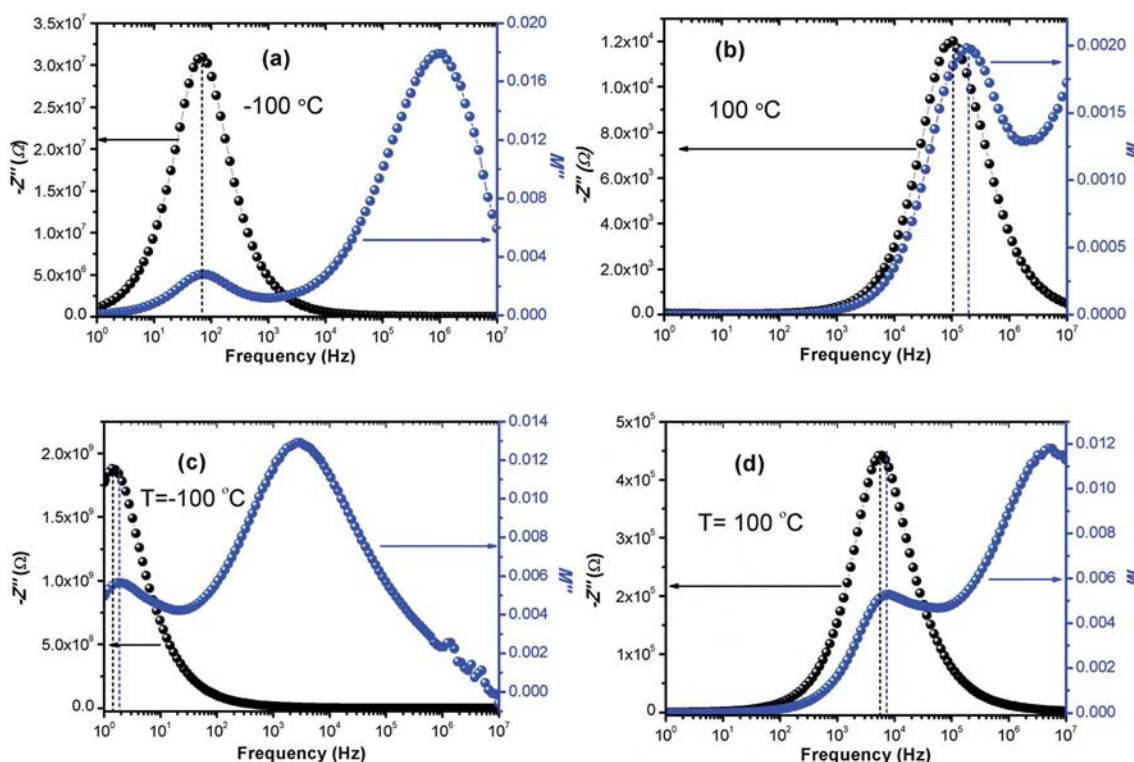 (a)
-100 °C
-Z'' (Ω)
3.5x10⁷
3.0x10⁷
2.5x10⁷
2.0x10⁷
1.5x10⁷
1.0x10⁷
5.0x10⁶
0.0
10⁰ 10¹ 10² 10³ 10⁴ 10⁵ 10⁶ 10⁷
Frequency (Hz)
0.020
0.016
0.012
0.008
0.004
0.000
M''
(b)
100 °C
-Z'' (Ω)
1.2x10⁴
1.0x10⁴
8.0x10³
6.0x10³
4.0x10³
2.0x10³
0.0
10⁰ 10¹ 10² 10³ 10⁴ 10⁵ 10⁶ 10⁷
Frequency (Hz)
0.0020
0.0015
0.0010
0.0005
0.0000
M
(c)
T=-100 °C
-Z'' (Ω)
2.0x10⁹
1.5x10⁹
1.0x10⁹
5.0x10⁸
0.0
10⁰ 10¹ 10² 10³ 10⁴ 10⁵ 10⁶ 10⁷
Frequency (Hz)
0.014
0.012
0.010
0.008
0.006
0.004
0.002
0.000
M''
(d)
T= 100 °C
-Z'' (Ω)
5x10⁵
4x10⁵
3x10⁵
2x10⁵
1x10⁵
0
10⁰ 10¹ 10² 10³ 10⁴ 10⁵ 10⁶ 10⁷
Frequency (Hz)
0.012
0.010
0.008
0.006
0.004
0.002
0.000
M